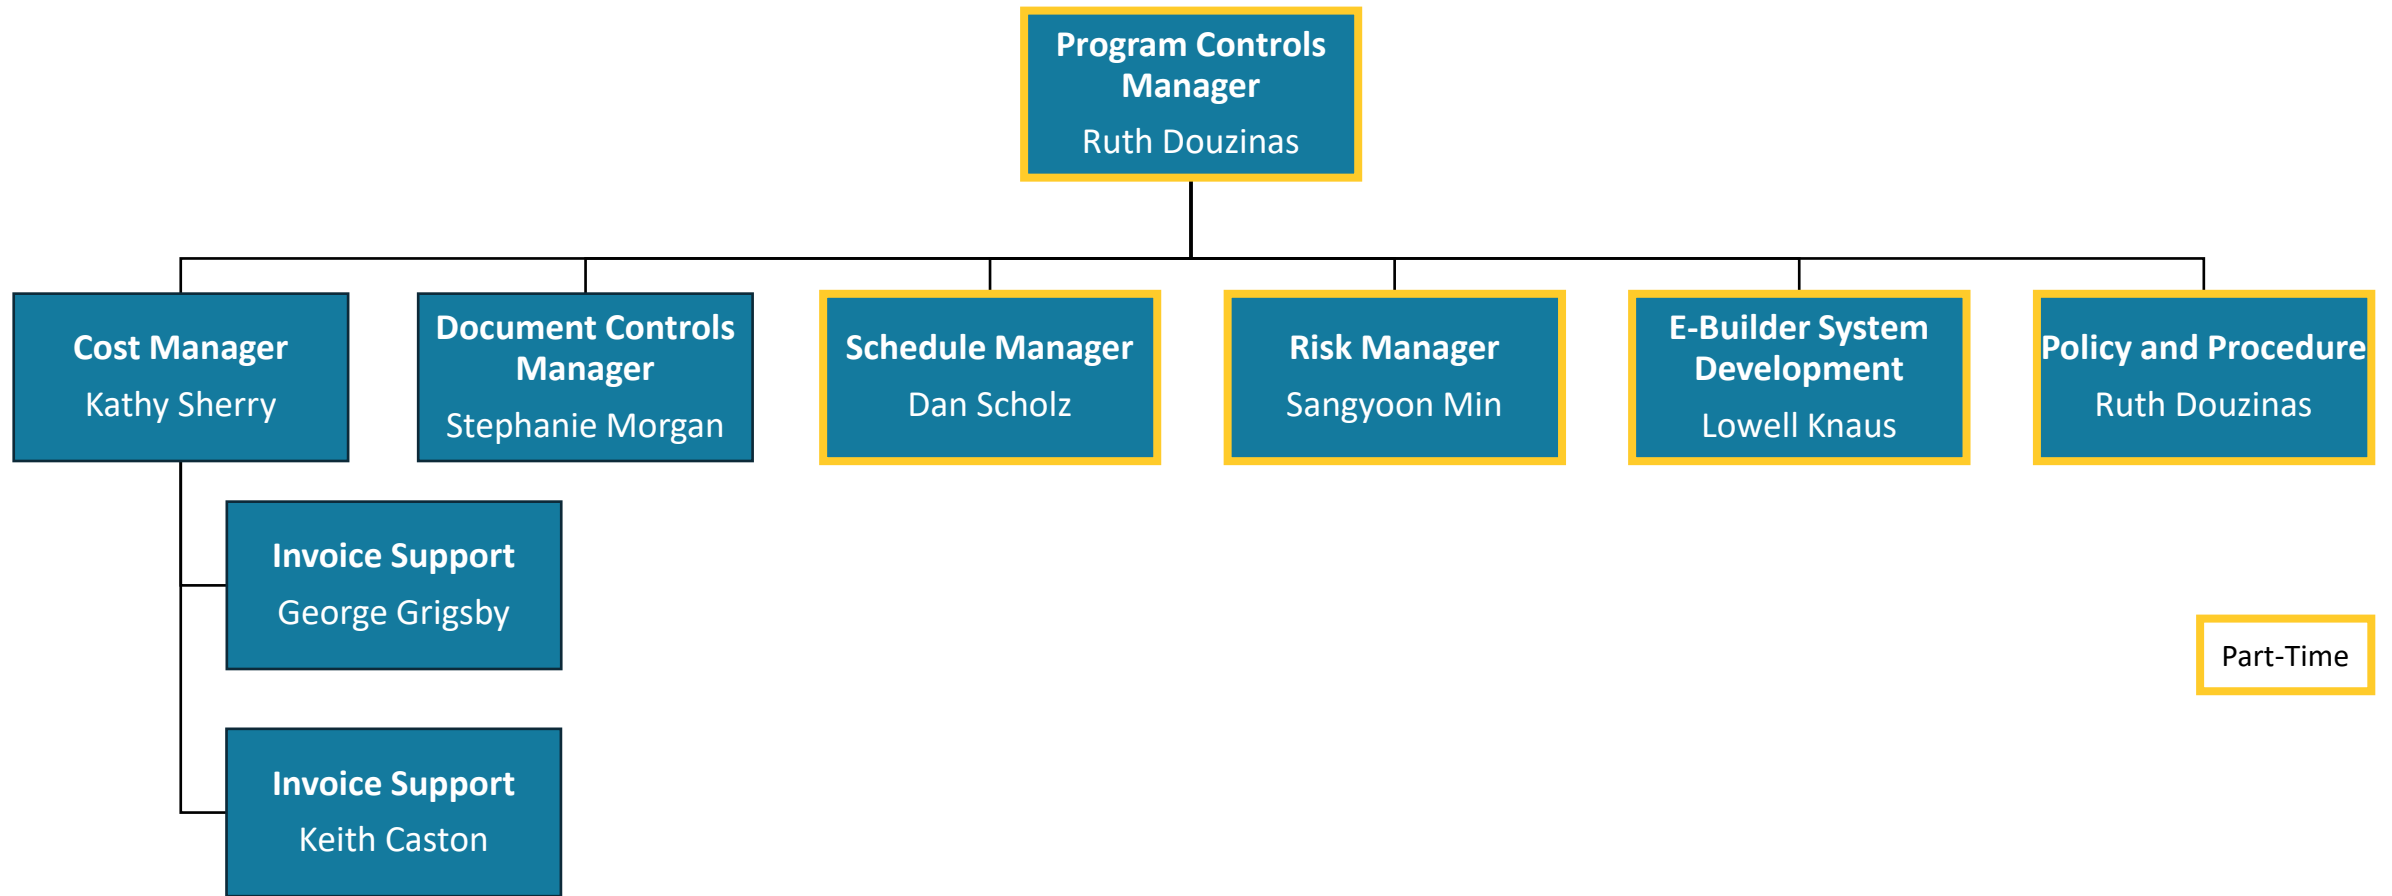 Program Controls
Manager
Ruth Douzinas
Cost Manager
Kathy Sherry
Document Controls
Manager
Stephanie Morgan
Schedule Manager
Dan Scholz
Risk Manager
Sangyoon Min
E-Builder System
Development
Lowell Knaus
Policy and Procedure
Ruth Douzinas
Invoice Support
George Grigsby
Part-Time
Invoice Support
Keith Caston